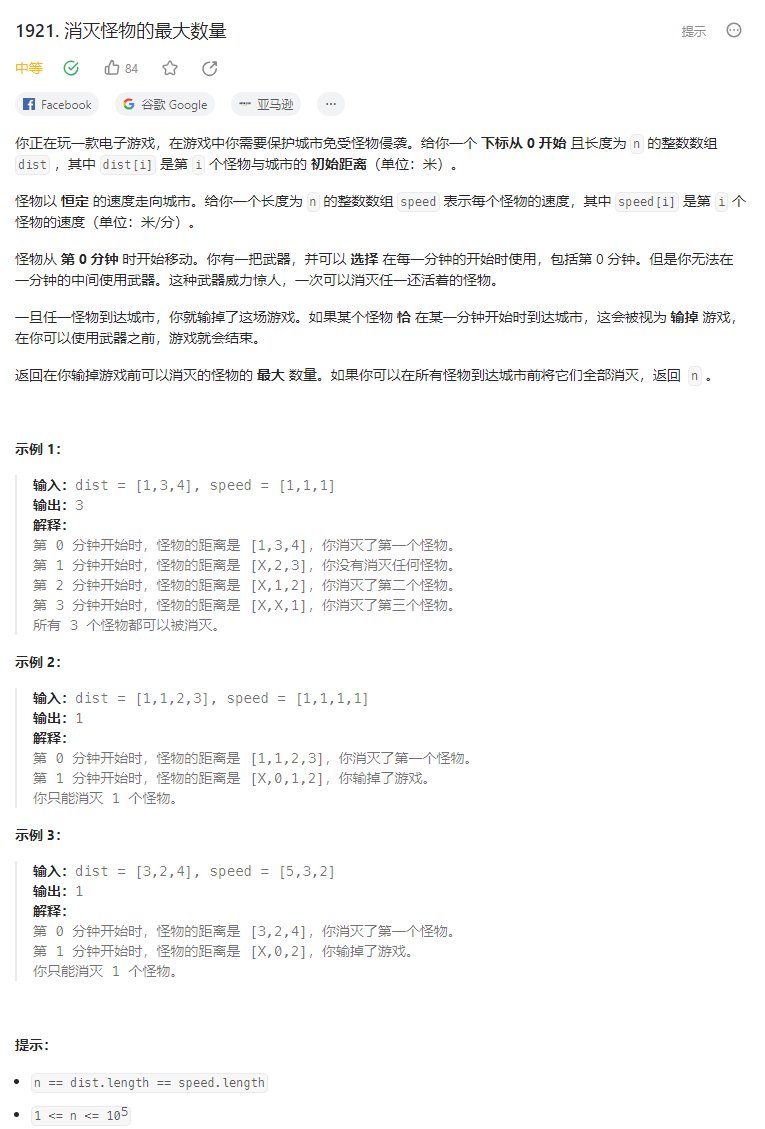 1921. 消灭怪物的最大数量
提示
中等
84
Facebook
谷歌 Google
亚马逊
···
你正在玩一款电子游戏，在游戏中你需要保护城市免受怪物侵袭。给你一个 下标从 0 开始 且长度为 n 的整数数组
dist ，其中 dist[i] 是第 i 个怪物与城市的 初始距离（单位：米）。
怪物以 恒定 的速度走向城市。给你一个长度为 n 的整数数组 speed 表示每个怪物的速度，其中 speed[i] 是第 i 个
怪物的速度（单位：米/分）。
怪物从 第 0 分钟 时开始移动。你有一把武器，并可以 选择 在每一分钟的开始时使用，包括第 0 分钟。但是你无法在
一分钟的中间使用武器。这种武器威力惊人，一次可以消灭任一还活着的怪物。
一旦任一怪物到达城市，你就输掉了这场游戏。如果某个怪物 恰 在某一分钟开始时到达城市，这会被视为 输掉 游戏，
在你可以使用武器之前，游戏就会结束。
返回在你输掉游戏前可以消灭的怪物的 最大 数量。如果你可以在所有怪物到达城市前将它们全部消灭，返回 n 。
示例 1：
输入：dist = [1,3,4], speed = [1,1,1]
输出：3
解释：
第 0 分钟开始时，怪物的距离是 [1,3,4]，你消灭了第一个怪物。
第 1 分钟开始时，怪物的距离是 [X,2,3]，你没有消灭任何怪物。
第 2 分钟开始时，怪物的距离是 [X,1,2]，你消灭了第二个怪物。
第 3 分钟开始时，怪物的距离是 [X,X,1]，你消灭了第三个怪物。
所有 3 个怪物都可以被消灭。
示例 2：
输入：dist = [1,1,2,3], speed = [1,1,1,1]
输出：1
解释：
第 0 分钟开始时，怪物的距离是 [1,1,2,3]，你消灭了第一个怪物。
第 1 分钟开始时，怪物的距离是 [X,0,1,2]，你输掉了游戏。
你只能消灭 1 个怪物。
示例 3：
输入：dist = [3,2,4], speed = [5,3,2]
输出：1
解释：
第 0 分钟开始时，怪物的距离是 [3,2,4]，你消灭了第一个怪物。
第 1 分钟开始时，怪物的距离是 [X,0,2]，你输掉了游戏。
你只能消灭 1 个怪物。
提示：
• n == dist.length == speed.length
• 1 <= n <= 10⁵